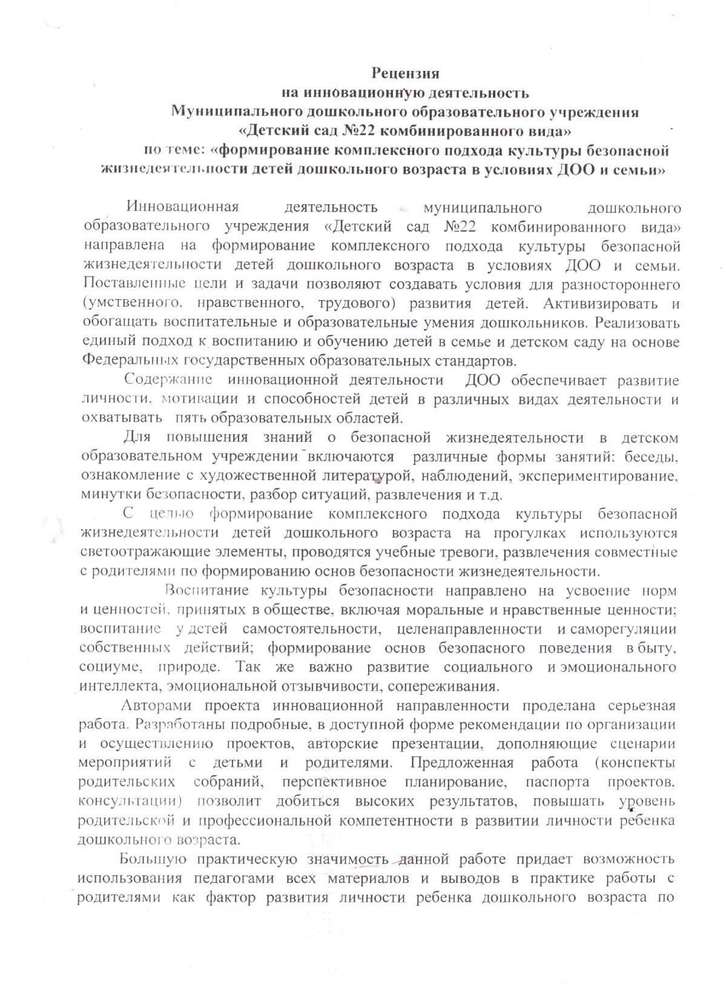 Рецензия
на инновационную деятельность
Муниципального дошкольного образовательного учреждения
«Детский сад №22 комбинированного вида»
по теме: «формирование комплексного подхода культуры безопасной
жизнедеятельности детей дошкольного возраста в условиях ДОО и семьи»
Инновационная деятельность муниципального дошкольного
образовательного учреждения «Детский сад №22 комбинированного вида»
направлена на формирование комплексного подхода культуры безопасной
жизнедеятельности детей дошкольного возраста в условиях ДОО и семьи.
Поставленные цели и задачи позволяют создавать условия для разностороннего
(умственного, нравственного, трудового) развития детей. Активизировать и
обогащать воспитательные и образовательные умения дошкольников. Реализовать
единый подход к воспитанию и обучению детей в семье и детском саду на основе
Федеральных государственных образовательных стандартов.
Содержание инновационной деятельности ДОО обеспечивает развитие
личности, мотивации и способностей детей в различных видах деятельности и
охватывать пять образовательных областей.
Для повышения знаний о безопасной жизнедеятельности в детском
образовательном учреждении включаются различные формы занятий: беседы,
ознакомление с художественной литературой, наблюдений, экспериментирование,
минутки безопасности, разбор ситуаций, развлечения и т.д.
С целью формирование комплексного подхода культуры безопасной
жизнедеятельности детей дошкольного возраста на прогулках используются
светоотражающие элементы, проводятся учебные тревоги, развлечения совместные
с родителями по формированию основ безопасности жизнедеятельности.
Воспитание культуры безопасности направлено на усвоение норм
и ценностей, принятых в обществе, включая моральные и нравственные ценности;
воспитание у детей самостоятельности, целенаправленности и саморегуляции
собственных действий; формирование основ безопасного поведения в быту,
социуме, природе. Так же важно развитие социального и эмоционального
интеллекта, эмоциональной отзывчивости, сопереживания.
Авторами проекта инновационной направленности проделана серьезная
работа. Разработаны подробные, в доступной форме рекомендации по организации
и осуществлению проектов, авторские презентации, дополняющие сценарии
мероприятий с детьми и родителями. Предложенная работа (конспекты
родительских собраний, перспективное планирование, паспорта проектов,
консультации) позволит добиться высоких результатов, повышать уровень
родительской и профессиональной компетентности в развитии личности ребенка
дошкольного возраста.
Большую практическую значимость данной работе придает возможность
использования педагогами всех материалов и выводов в практике работы с
родителями как фактор развития личности ребенка дошкольного возраста по